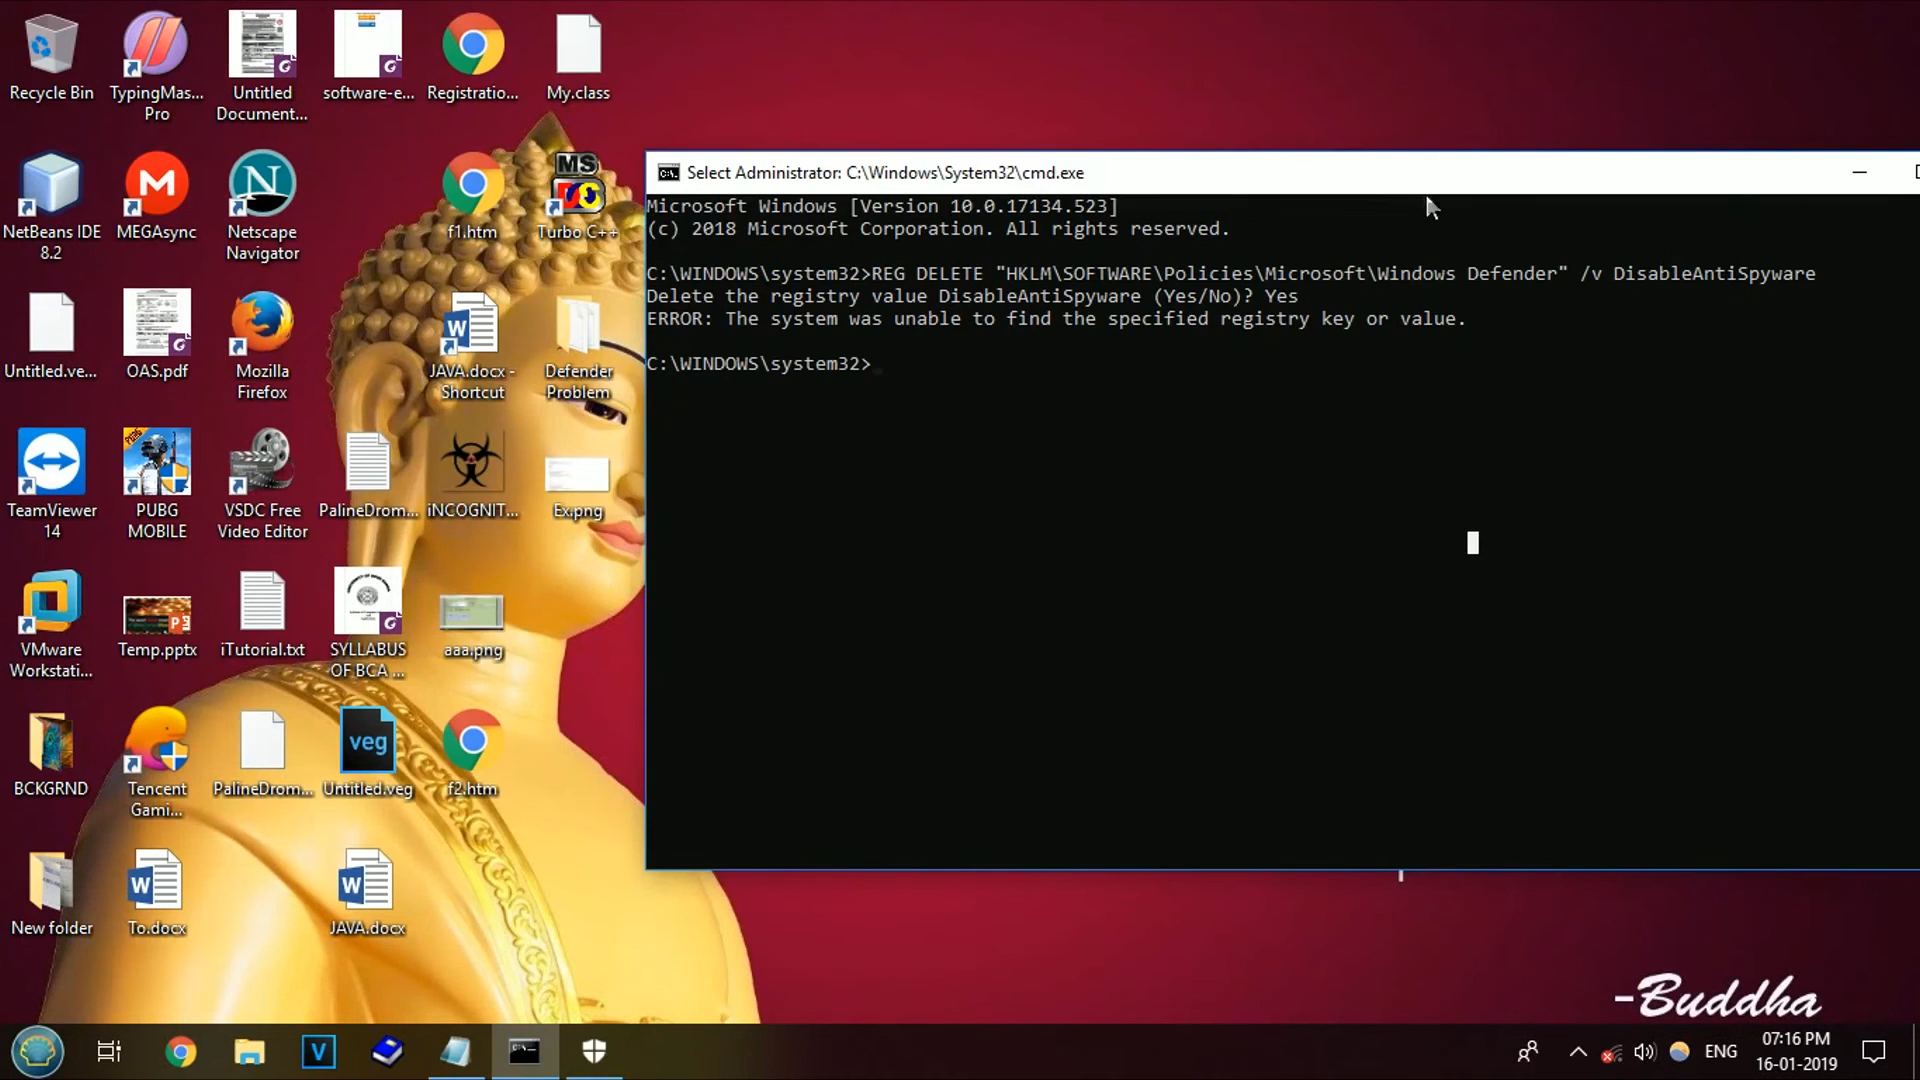 Recycle Bin
TypingMas...
Pro
Untitled
Document...
software-e...
Registratio...
My.class
NetBeans IDE
8.2
MEGAsync
Netscape
Navigator
f1.htm
MS
Turbo C++
Untitled.ve...
OAS.pdf
Mozilla
Firefox
JAVA.docx -
Shortcut
Defender
Problem
TeamViewer
14
PUBG
MOBILE
VSDC Free
Video Editor
PalineDrom...
iNCOGNIT...
Ex.png
VMware
Workstati...
Temp.pptx
iTutorial.txt
SYLLABUS
OF BCA ...
aaa.png
BCKGRND
Tencent
Gami...
PalineDrom...
veg
Untitled.veg
f2.htm
New folder
To.docx
JAVA.docx
Select Administrator: C:\Windows\System32\cmd.exe
Microsoft Windows [Version 10.0.17134.523]
(c) 2018 Microsoft Corporation. All rights reserved.
C:\WINDOWS\system32>REG DELETE "HKLM\SOFTWARE\Policies\Microsoft\Windows Defender" /v DisableAntiSpyware
Delete the registry value DisableAntiSpyware (Yes/No)? Yes
ERROR: The system was unable to find the specified registry key or value.
C:\WINDOWS\system32>
-Buddha
ENG
07:16 PM
16-01-2019